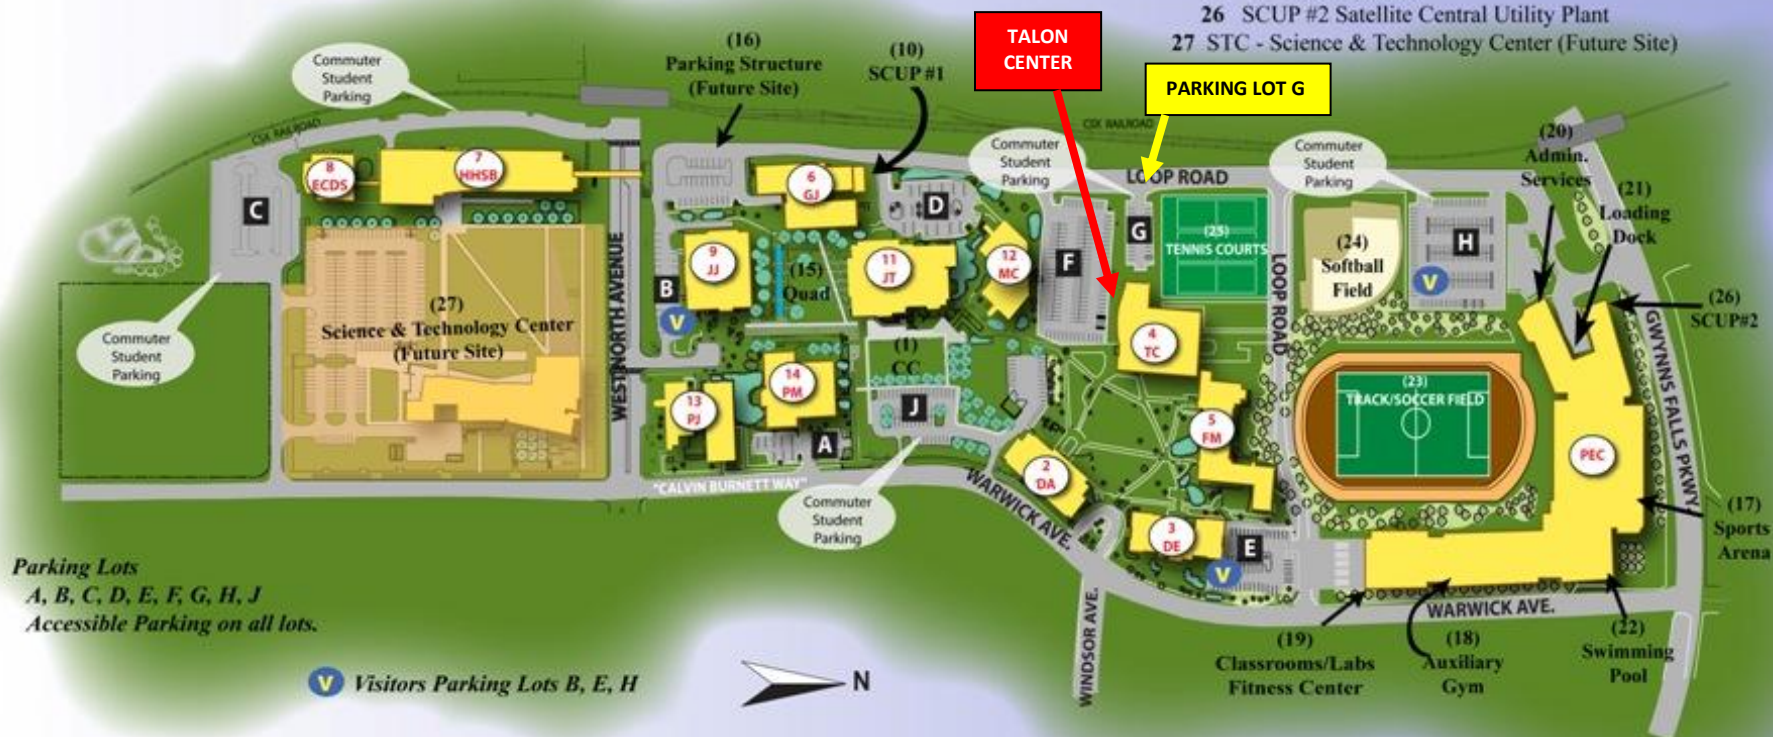 26 SCUP #2 Satellite Central Utility Plant
27 STC - Science & Technology Center (Future Site)
TALON
CENTER
PARKING LOT G
(16)
Parking Structure
(Future Site)
(10)
SCUP #1
Commuter
Student
Parking
CSX RAILROAD
CSX RAILROAD
Commuter
Student
Parking
Commuter
Student
Parking
LOOP ROAD
(20)
Admin.
Services
(21)
Loading
Dock
8
ECDS
7
HHSB
6
GJ
C
D
G
F
H
V
(25)
TENNIS COURTS
(24)
Softball
Field
9
JJ
(15)
Quad
11
JT
12
MC
B
V
WEST NORTH AVENUE
LOOP ROAD
GWYNNS FALLS PKWY
(26)
SCUP#2
(27)
Science & Technology Center
(Future Site)
Commuter
Student
Parking
4
TC
(1)
CC
14
PM
13
PJ
J
A
5
FM
(23)
TRACK/SOCCER FIELD
PEC
2
DA
3
DE
E
V
"CALVIN BURNETT WAY"
Commuter
Student
Parking
WARWICK AVE.
WINDSOR AVE.
WARWICK AVE.
(17)
Sports
Arena
(19)
Classrooms/Labs
Fitness Center
(18)
Auxiliary
Gym
(22)
Swimming
Pool
Parking Lots
A, B, C, D, E, F, G, H, J
Accessible Parking on all lots.
V Visitors Parking Lots B, E, H
N